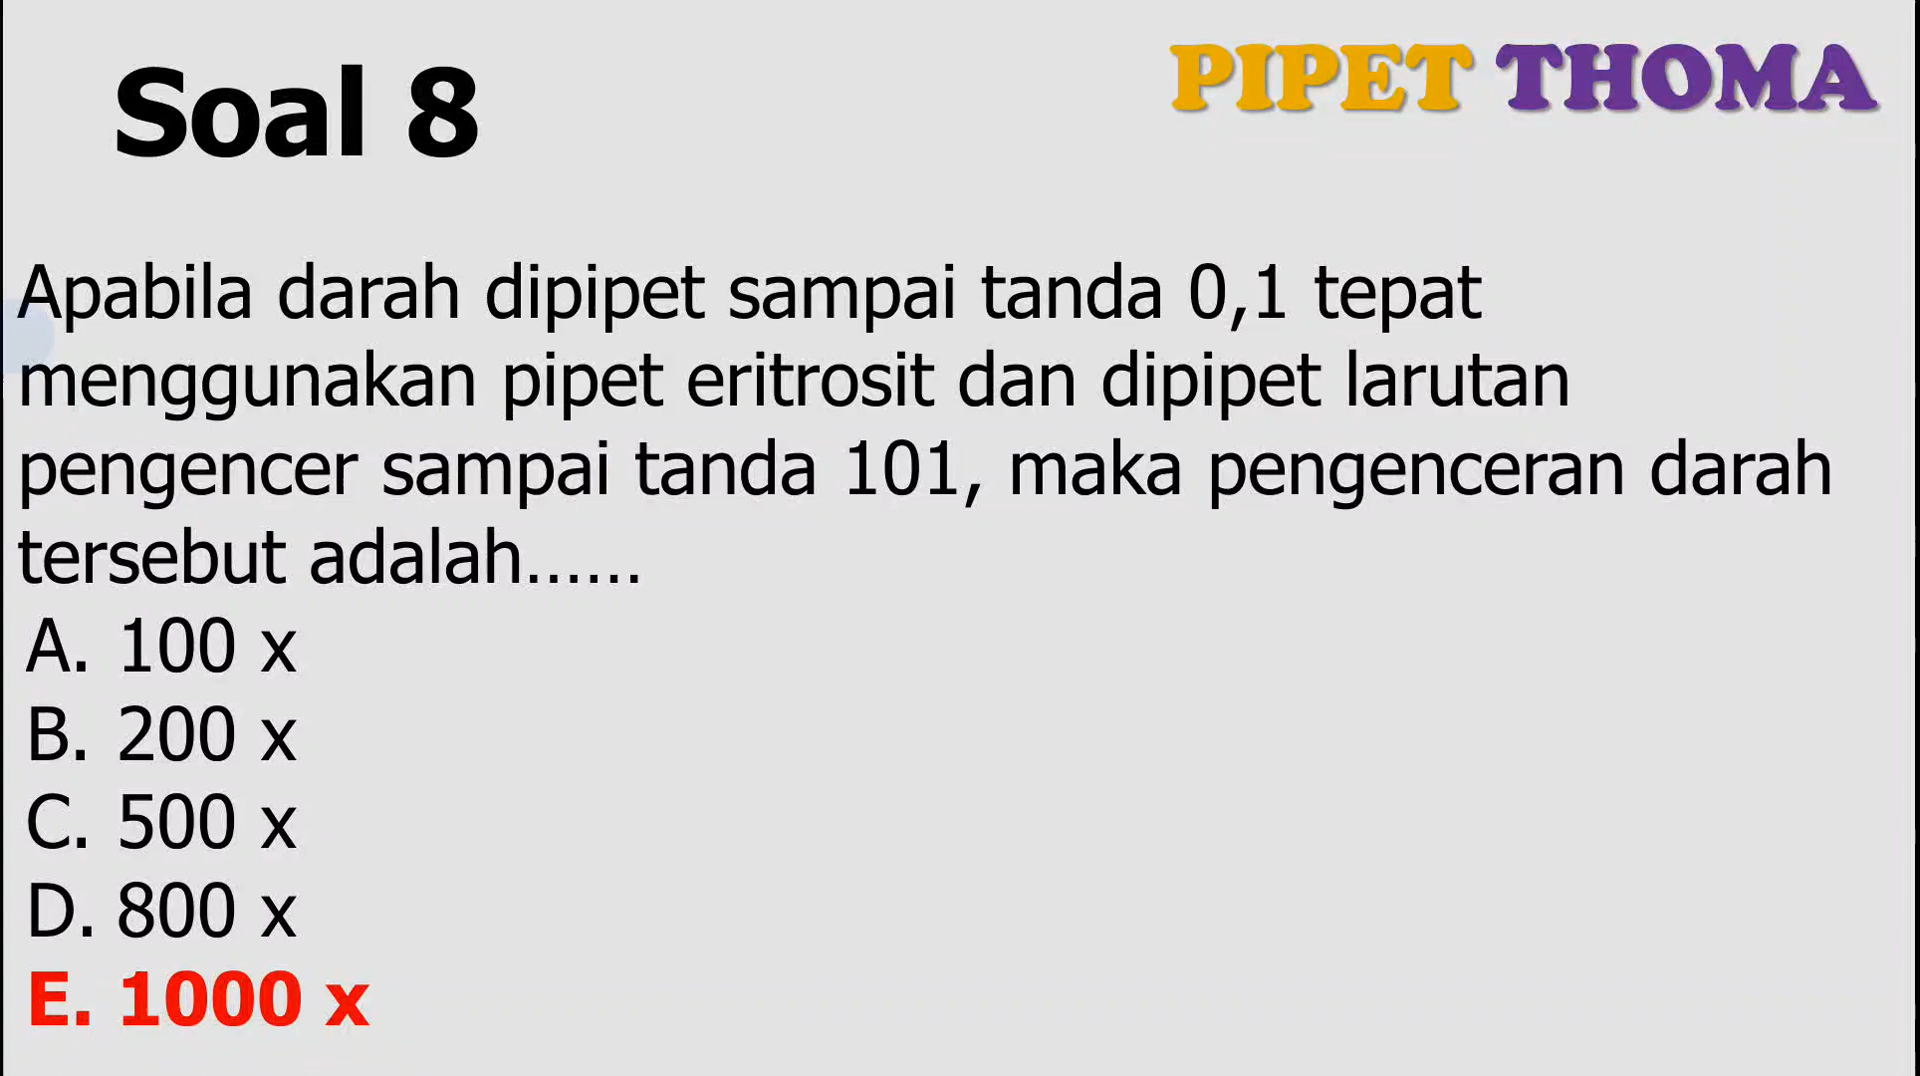 Soal 8
PIPET THOMA
Apabila darah dipipet sampai tanda 0,1 tepat
menggunakan pipet eritrosit dan dipipet larutan
pengencer sampai tanda 101, maka pengenceran darah
tersebut adalah......
A. 100 x
B. 200 x
C. 500 x
D. 800 x
E. 1000 x